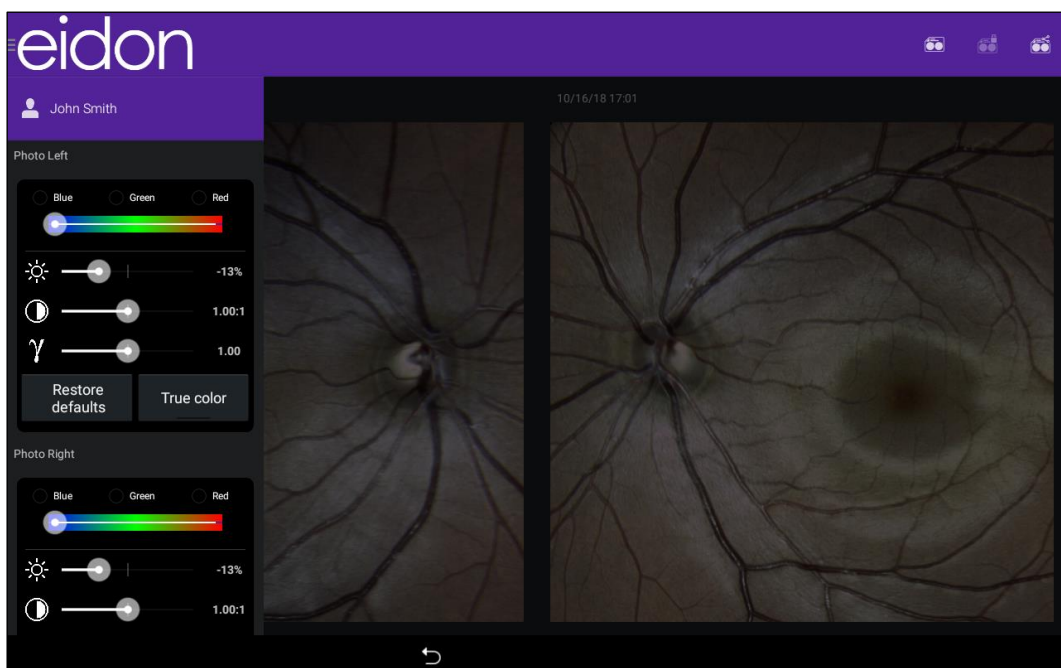 eidon
John Smith
10/16/18 17:01
Photo Left
Blue Green Red
-13%
1.00:1
γ 1.00
Restore
defaults
True color
Photo Right
Blue Green Red
-13%
1.00:1